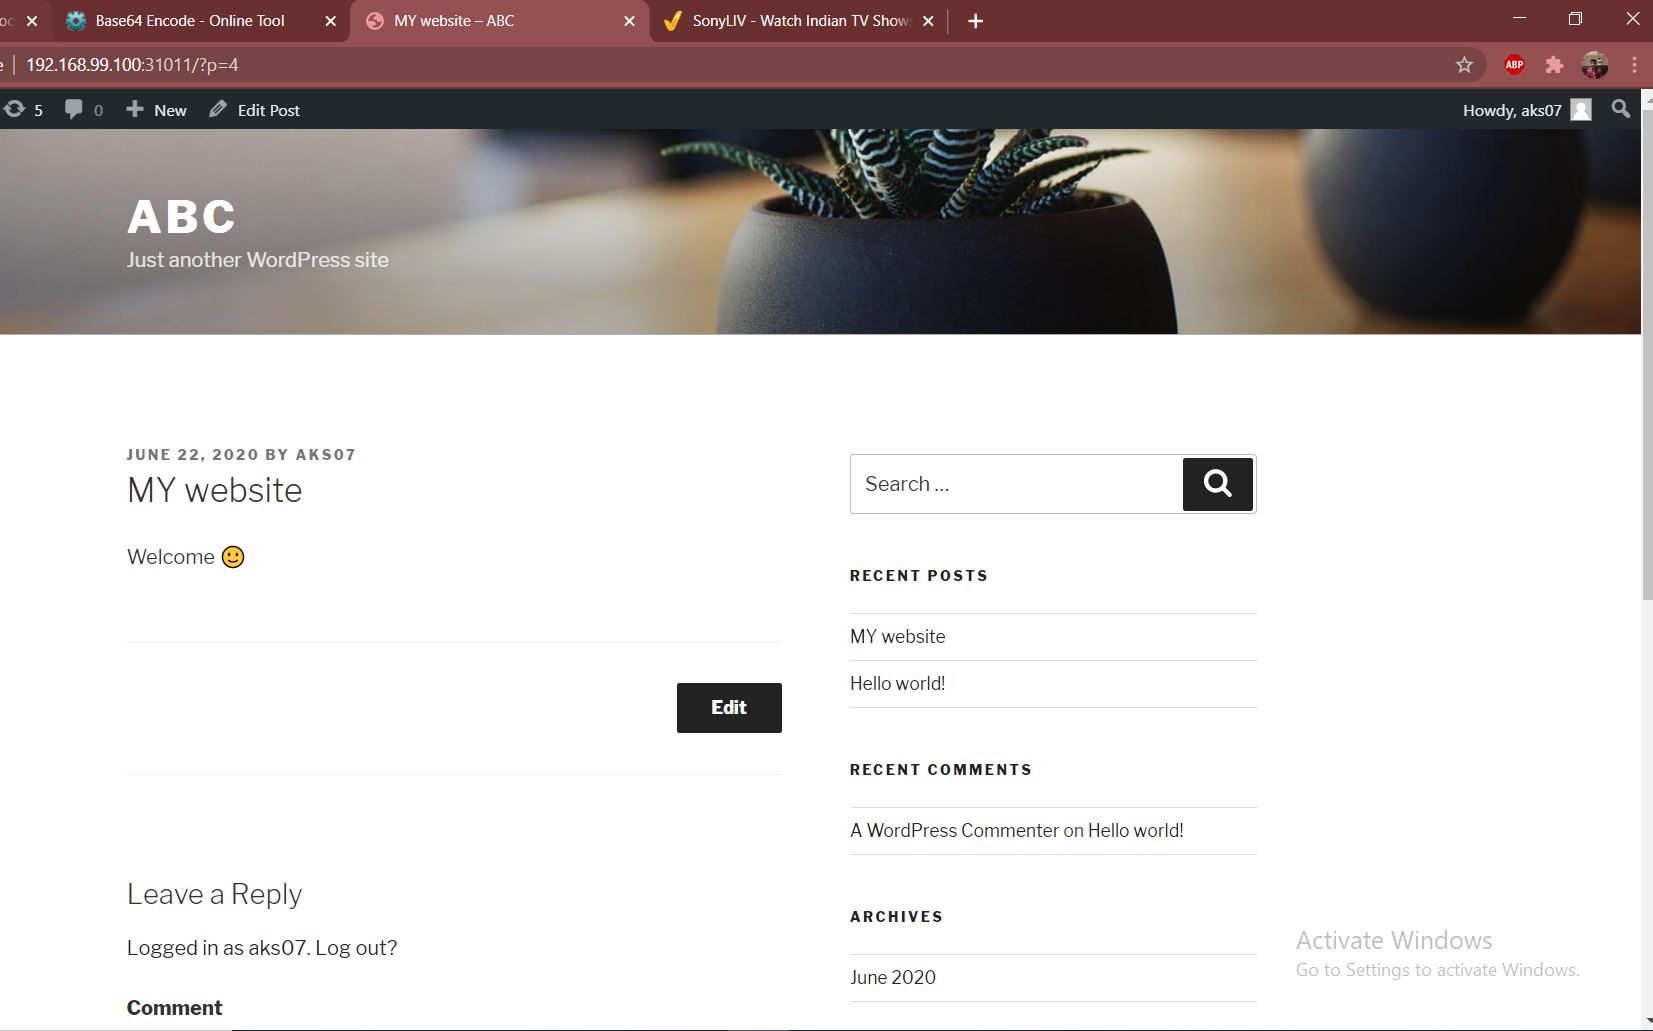 Base64 Encode - Online Tool
MY website – ABC
SonyLIV - Watch Indian TV Show
192.168.99.100:31011/?p=4
ABP
5
0
New
Edit Post
Howdy, aks07
ABC
Just another WordPress site
JUNE 22, 2020 BY AKS07
MY website
Welcome 🙂
Edit
Leave a Reply
Logged in as aks07. Log out?
Comment
Search …
RECENT POSTS
MY website
Hello world!
RECENT COMMENTS
A WordPress Commenter on Hello world!
ARCHIVES
June 2020
Activate Windows
Go to Settings to activate Windows.